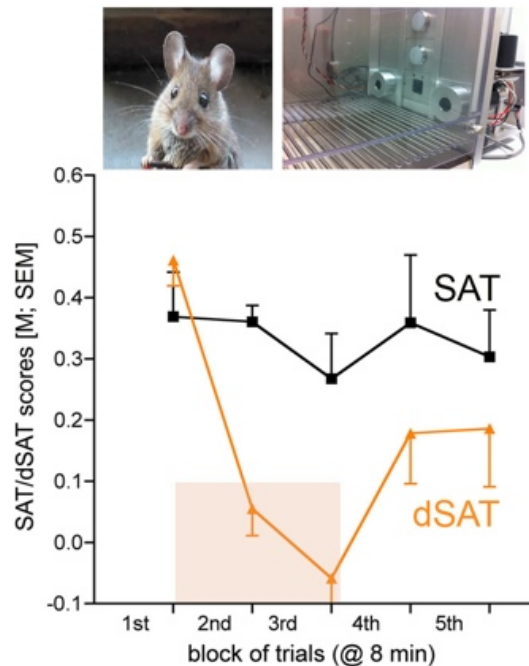 0.6
0.5
0.4
0.3
0.2
0.1
0.0
-0.1
SAT/dSAT scores [M; SEM]
SAT
dSAT
1st 2nd 3rd 4th 5th
block of trials (@ 8 min)